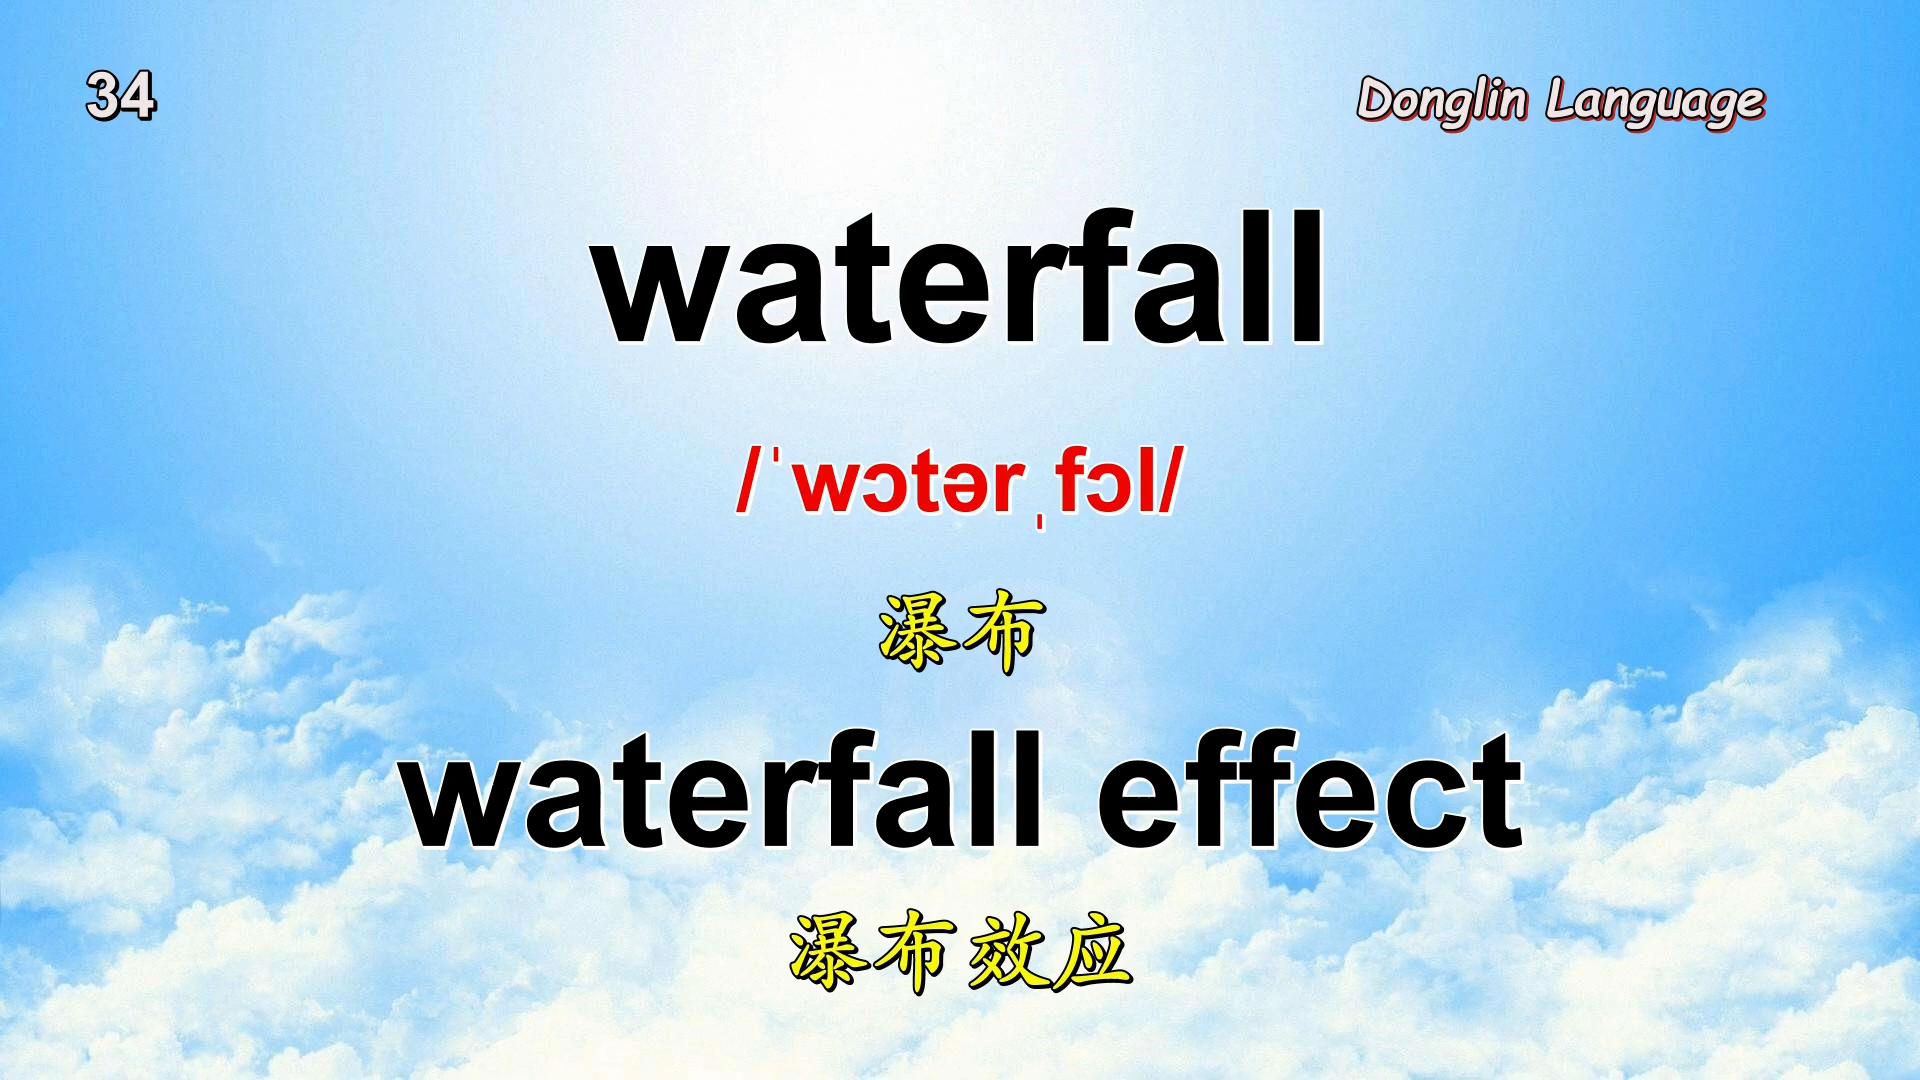 34
Donglin Language
waterfall
/ˈwɔtərˌfɔl/
瀑布
waterfall effect
瀑布效应